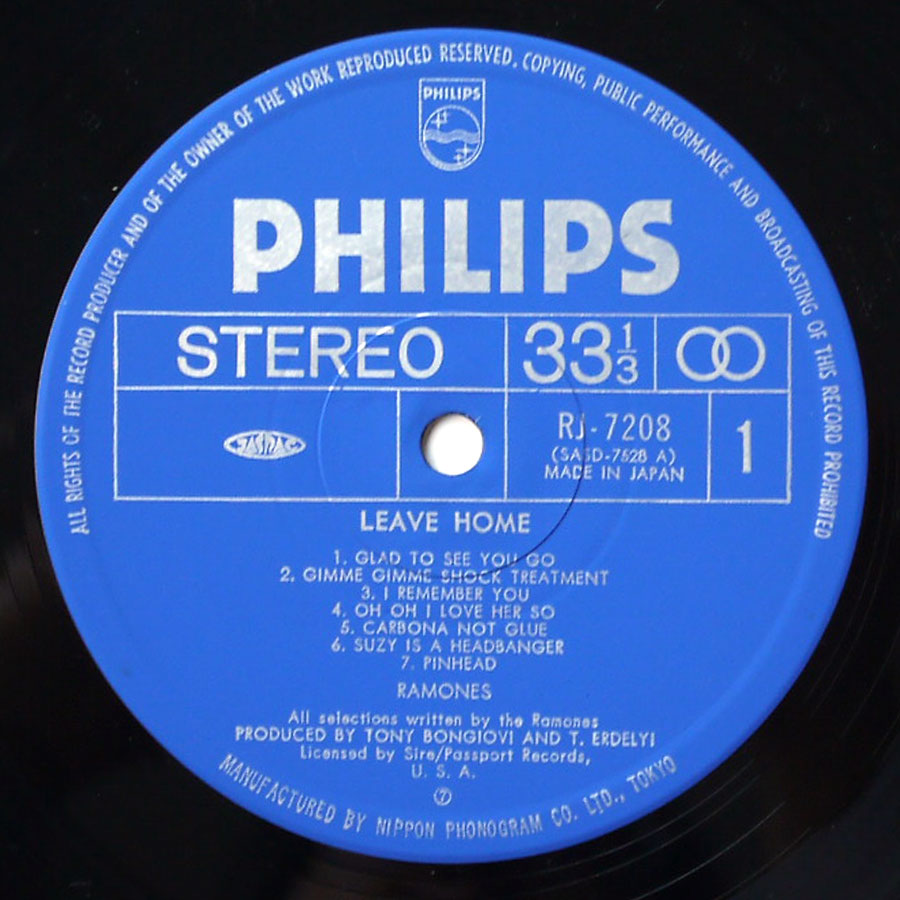 ALL RIGHTS OF THE RECORD PRODUCER AND OF THE OWNER OF THE WORK REPRODUCED RESERVED. COPYING, PUBLIC PERFORMANCE AND BROADCASTING OF THIS RECORD PROHIBITED
PHILIPS
PHILIPS
STEREO
33 1/3
JASRAC
RJ-7208
(SASD-7528 A)
MADE IN JAPAN
1
LEAVE HOME
1. GLAD TO SEE YOU GO
2. GIMME GIMME SHOCK TREATMENT
3. I REMEMBER YOU
4. OH OH I LOVE HER SO
5. CARBONA NOT GLUE
6. SUZY IS A HEADBANGER
7. PINHEAD
RAMONES
All selections written by the Ramones
PRODUCED BY TONY BONGIOVI AND T. ERDELYI
Licensed by Sire/Passport Records,
U. S. A.
⑦
MANUFACTURED BY NIPPON PHONOGRAM CO. LTD., TOKYO